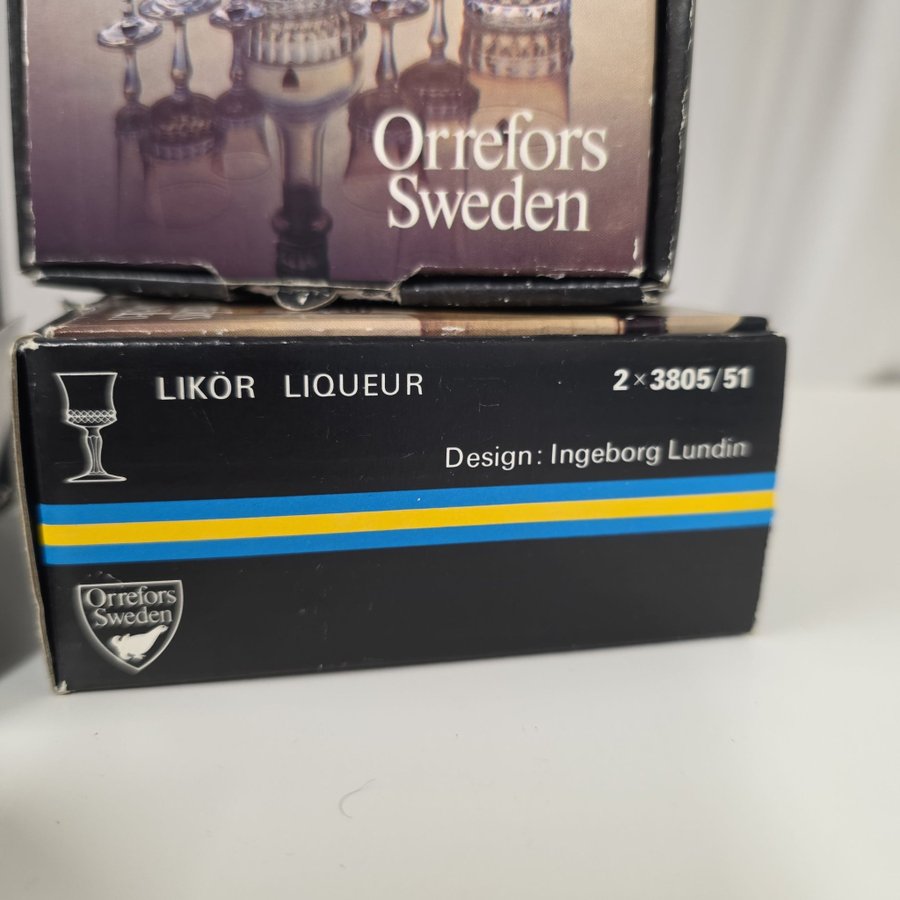 Orrefors
Sweden
LIKÖR LIQUEUR 2 × 3805/51
Design: Ingeborg Lundin
Orrefors
Sweden